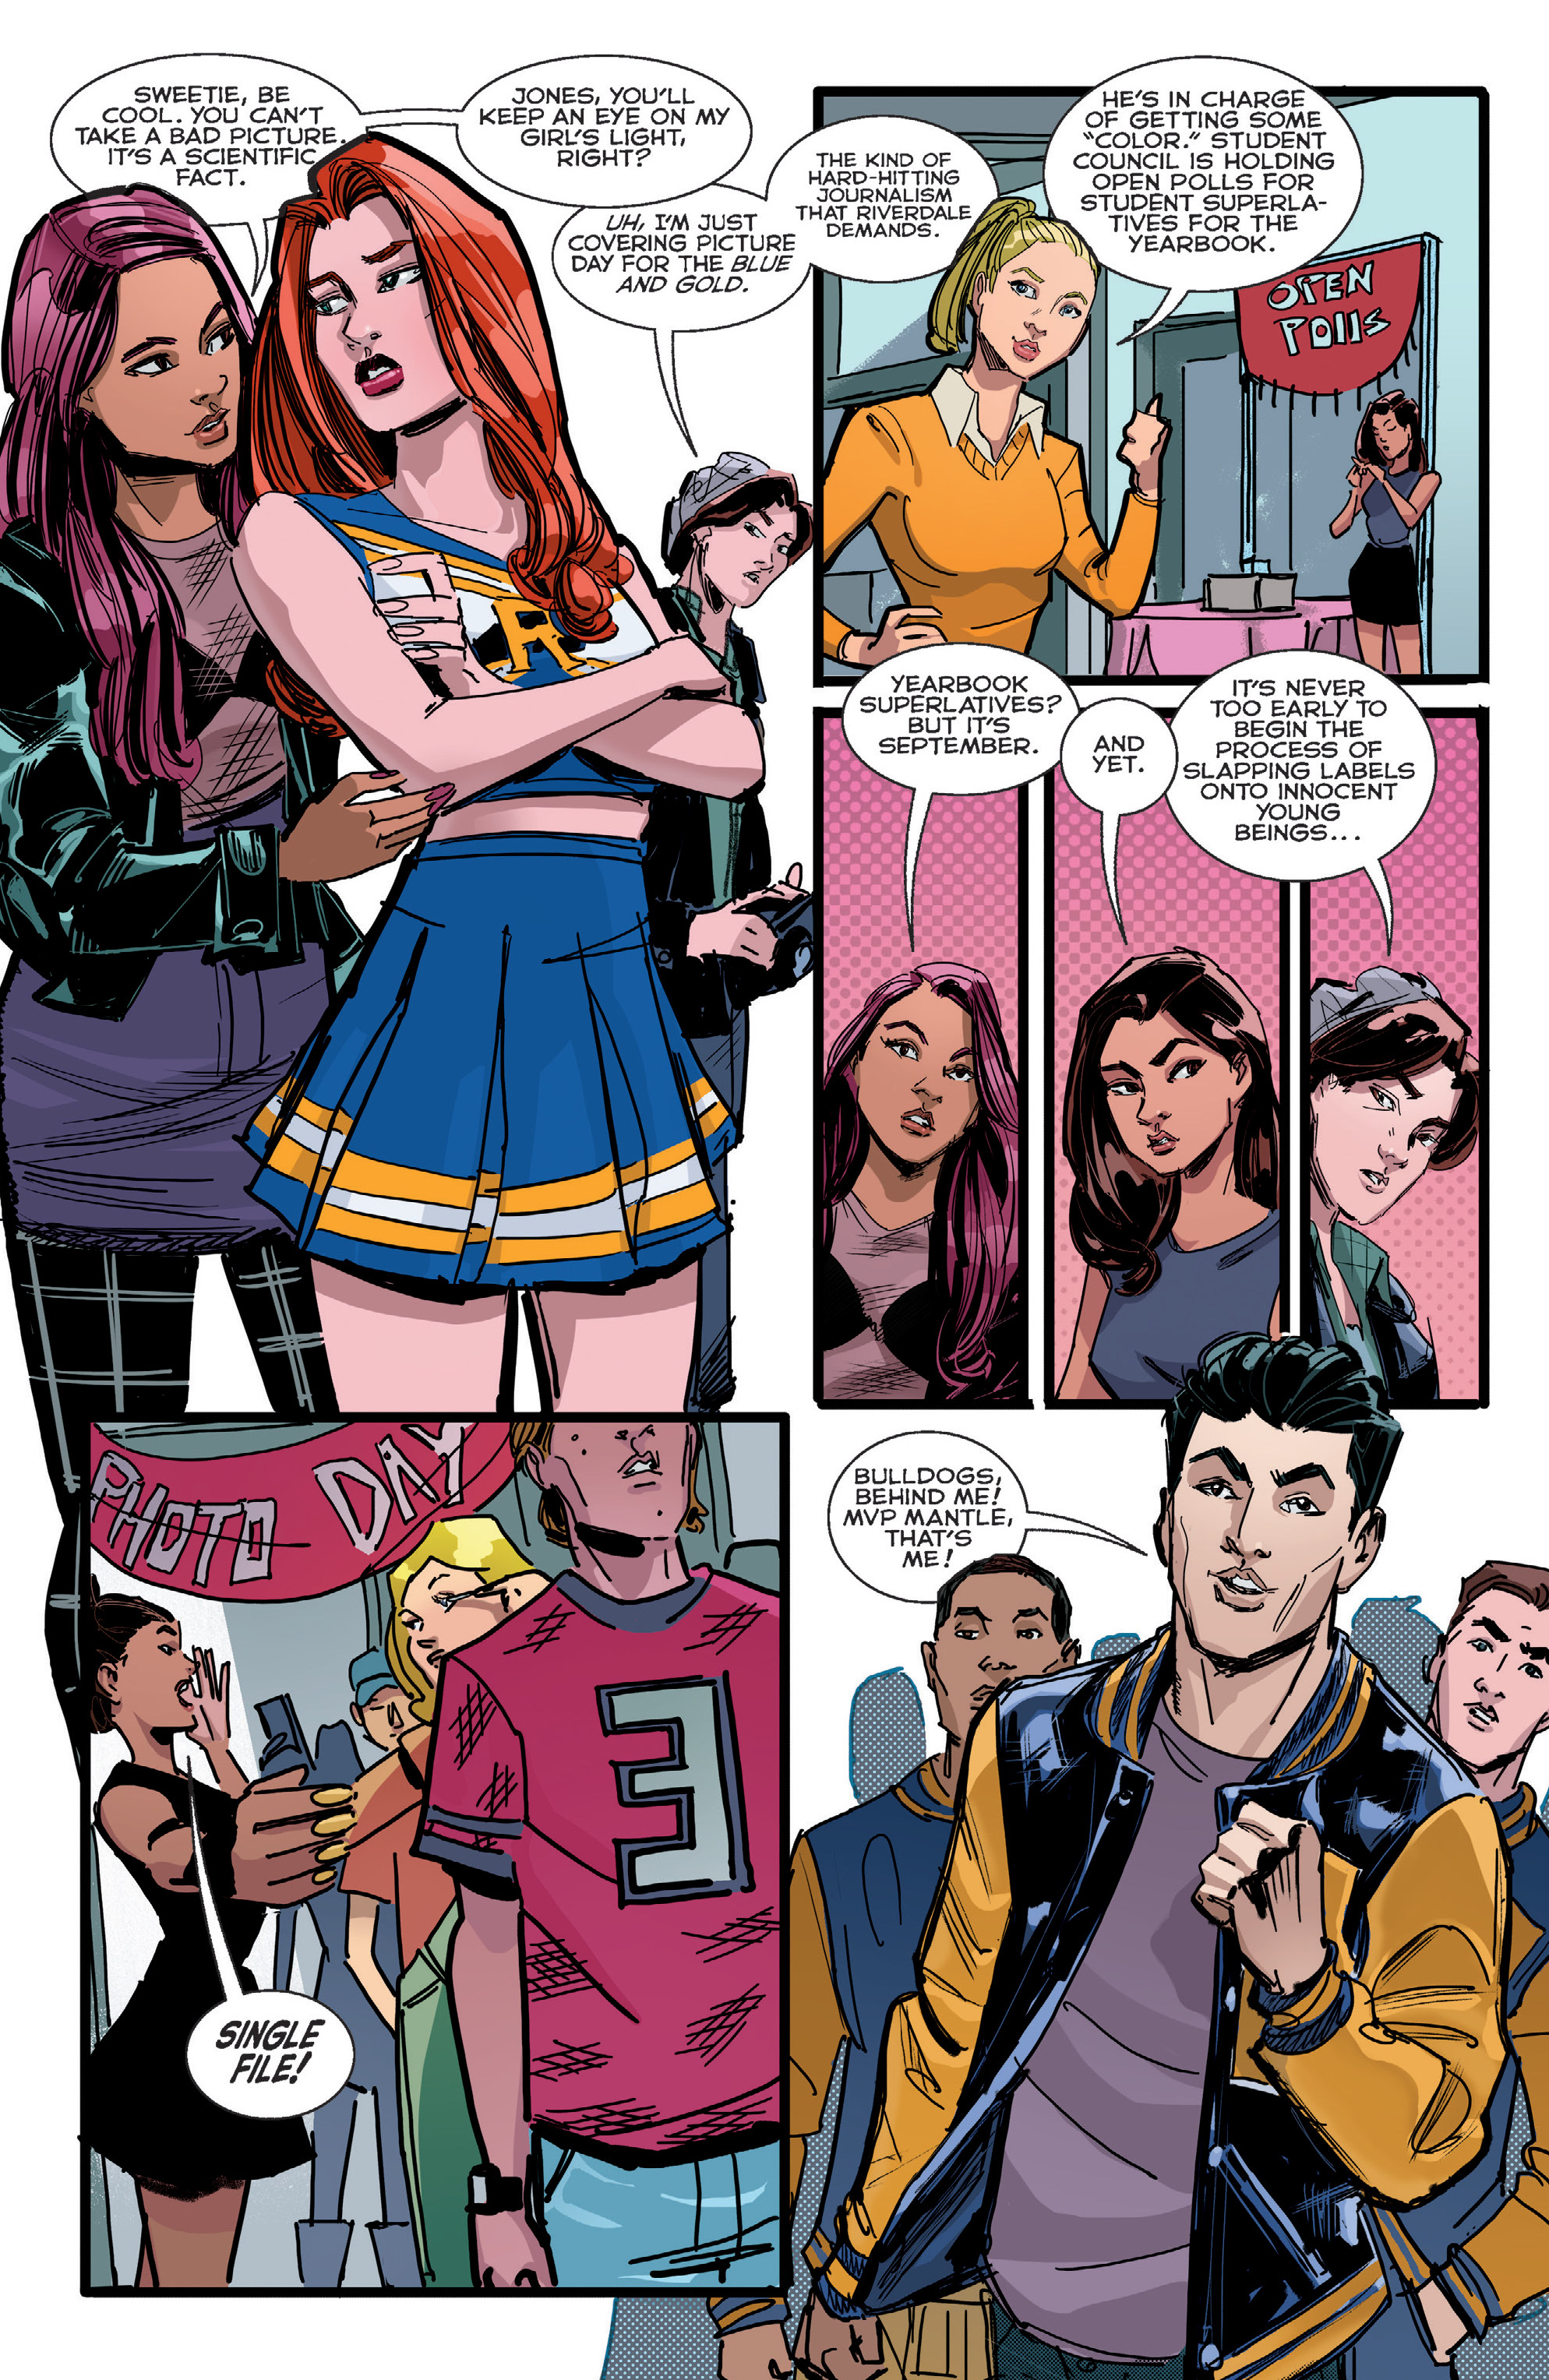 SWEETIE, BE
COOL. YOU CAN'T
TAKE A BAD PICTURE.
IT'S A SCIENTIFIC
FACT.
JONES, YOU'LL
KEEP AN EYE ON MY
GIRL'S LIGHT,
RIGHT?
UH, I'M JUST
COVERING PICTURE
DAY FOR THE BLUE
AND GOLD.
R
THE KIND OF
HARD-HITTING
JOURNALISM
THAT RIVERDALE
DEMANDS.
HE'S IN CHARGE
OF GETTING SOME
"COLOR." STUDENT
COUNCIL IS HOLDING
OPEN POLLS FOR
STUDENT SUPERLA-
TIVES FOR THE
YEARBOOK.
OPEN
POllS
YEARBOOK
SUPERLATIVES?
BUT IT'S
SEPTEMBER.
AND
YET.
IT'S NEVER
TOO EARLY TO
BEGIN THE
PROCESS OF
SLAPPING LABELS
ONTO INNOCENT
YOUNG
BEINGS...
PHOTO DAY
3
SINGLE
FILE!
BULLDOGS,
BEHIND ME!
MVP MANTLE,
THAT'S
ME!